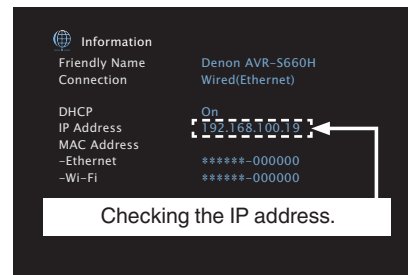 Information
Friendly Name Denon AVR-S660H
Connection Wired(Ethernet)
DHCP On
IP Address 192.168.100.19
MAC Address
-Ethernet ******-000000
-Wi-Fi ******-000000
Checking the IP address.